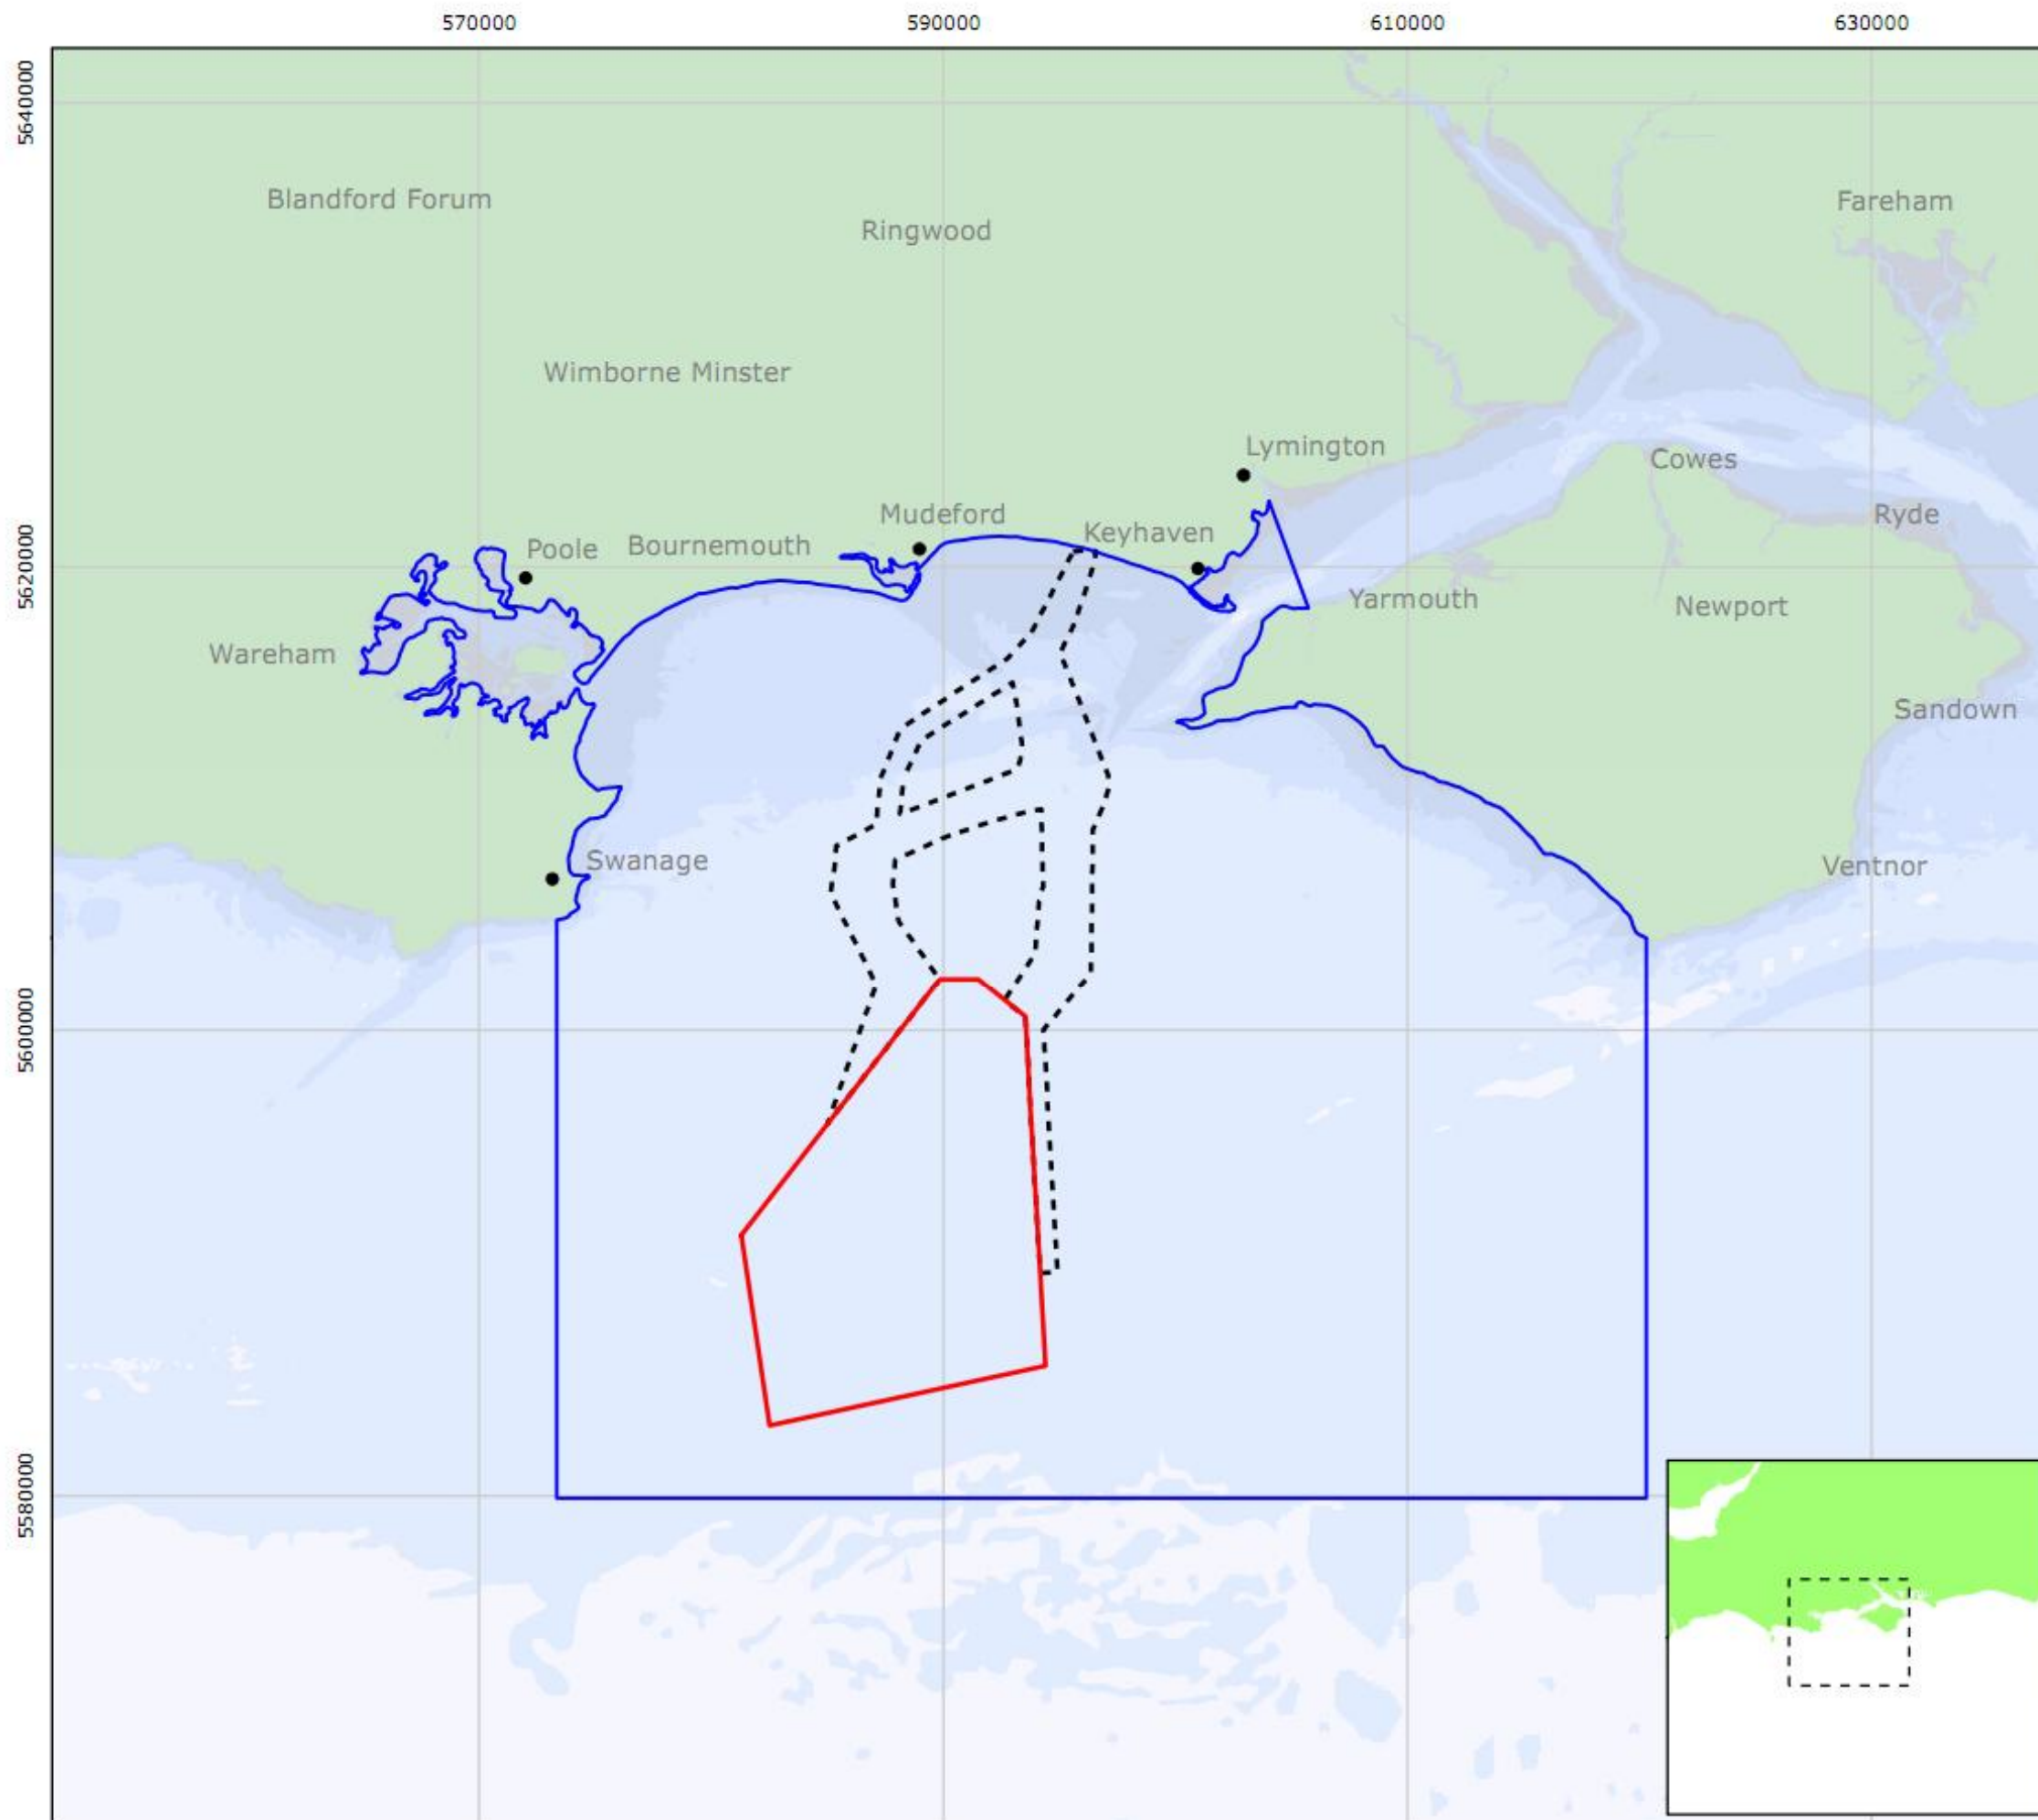 570000
590000
610000
630000
5640000
Blandford Forum
Fareham
Ringwood
Wimborne Minster
Lymington
Cowes
Mudeford
Ryde
Keyhaven
5620000
Poole
Bournemouth
Yarmouth
Newport
Wareham
Sandown
Swanage
Ventnor
5600000
5580000